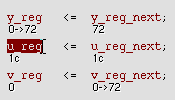 y_reg <= y_reg_next;
0->72 72
u_reg <= u_reg_next;
1c 1c
v_reg <= v_reg_next;
0 0->72